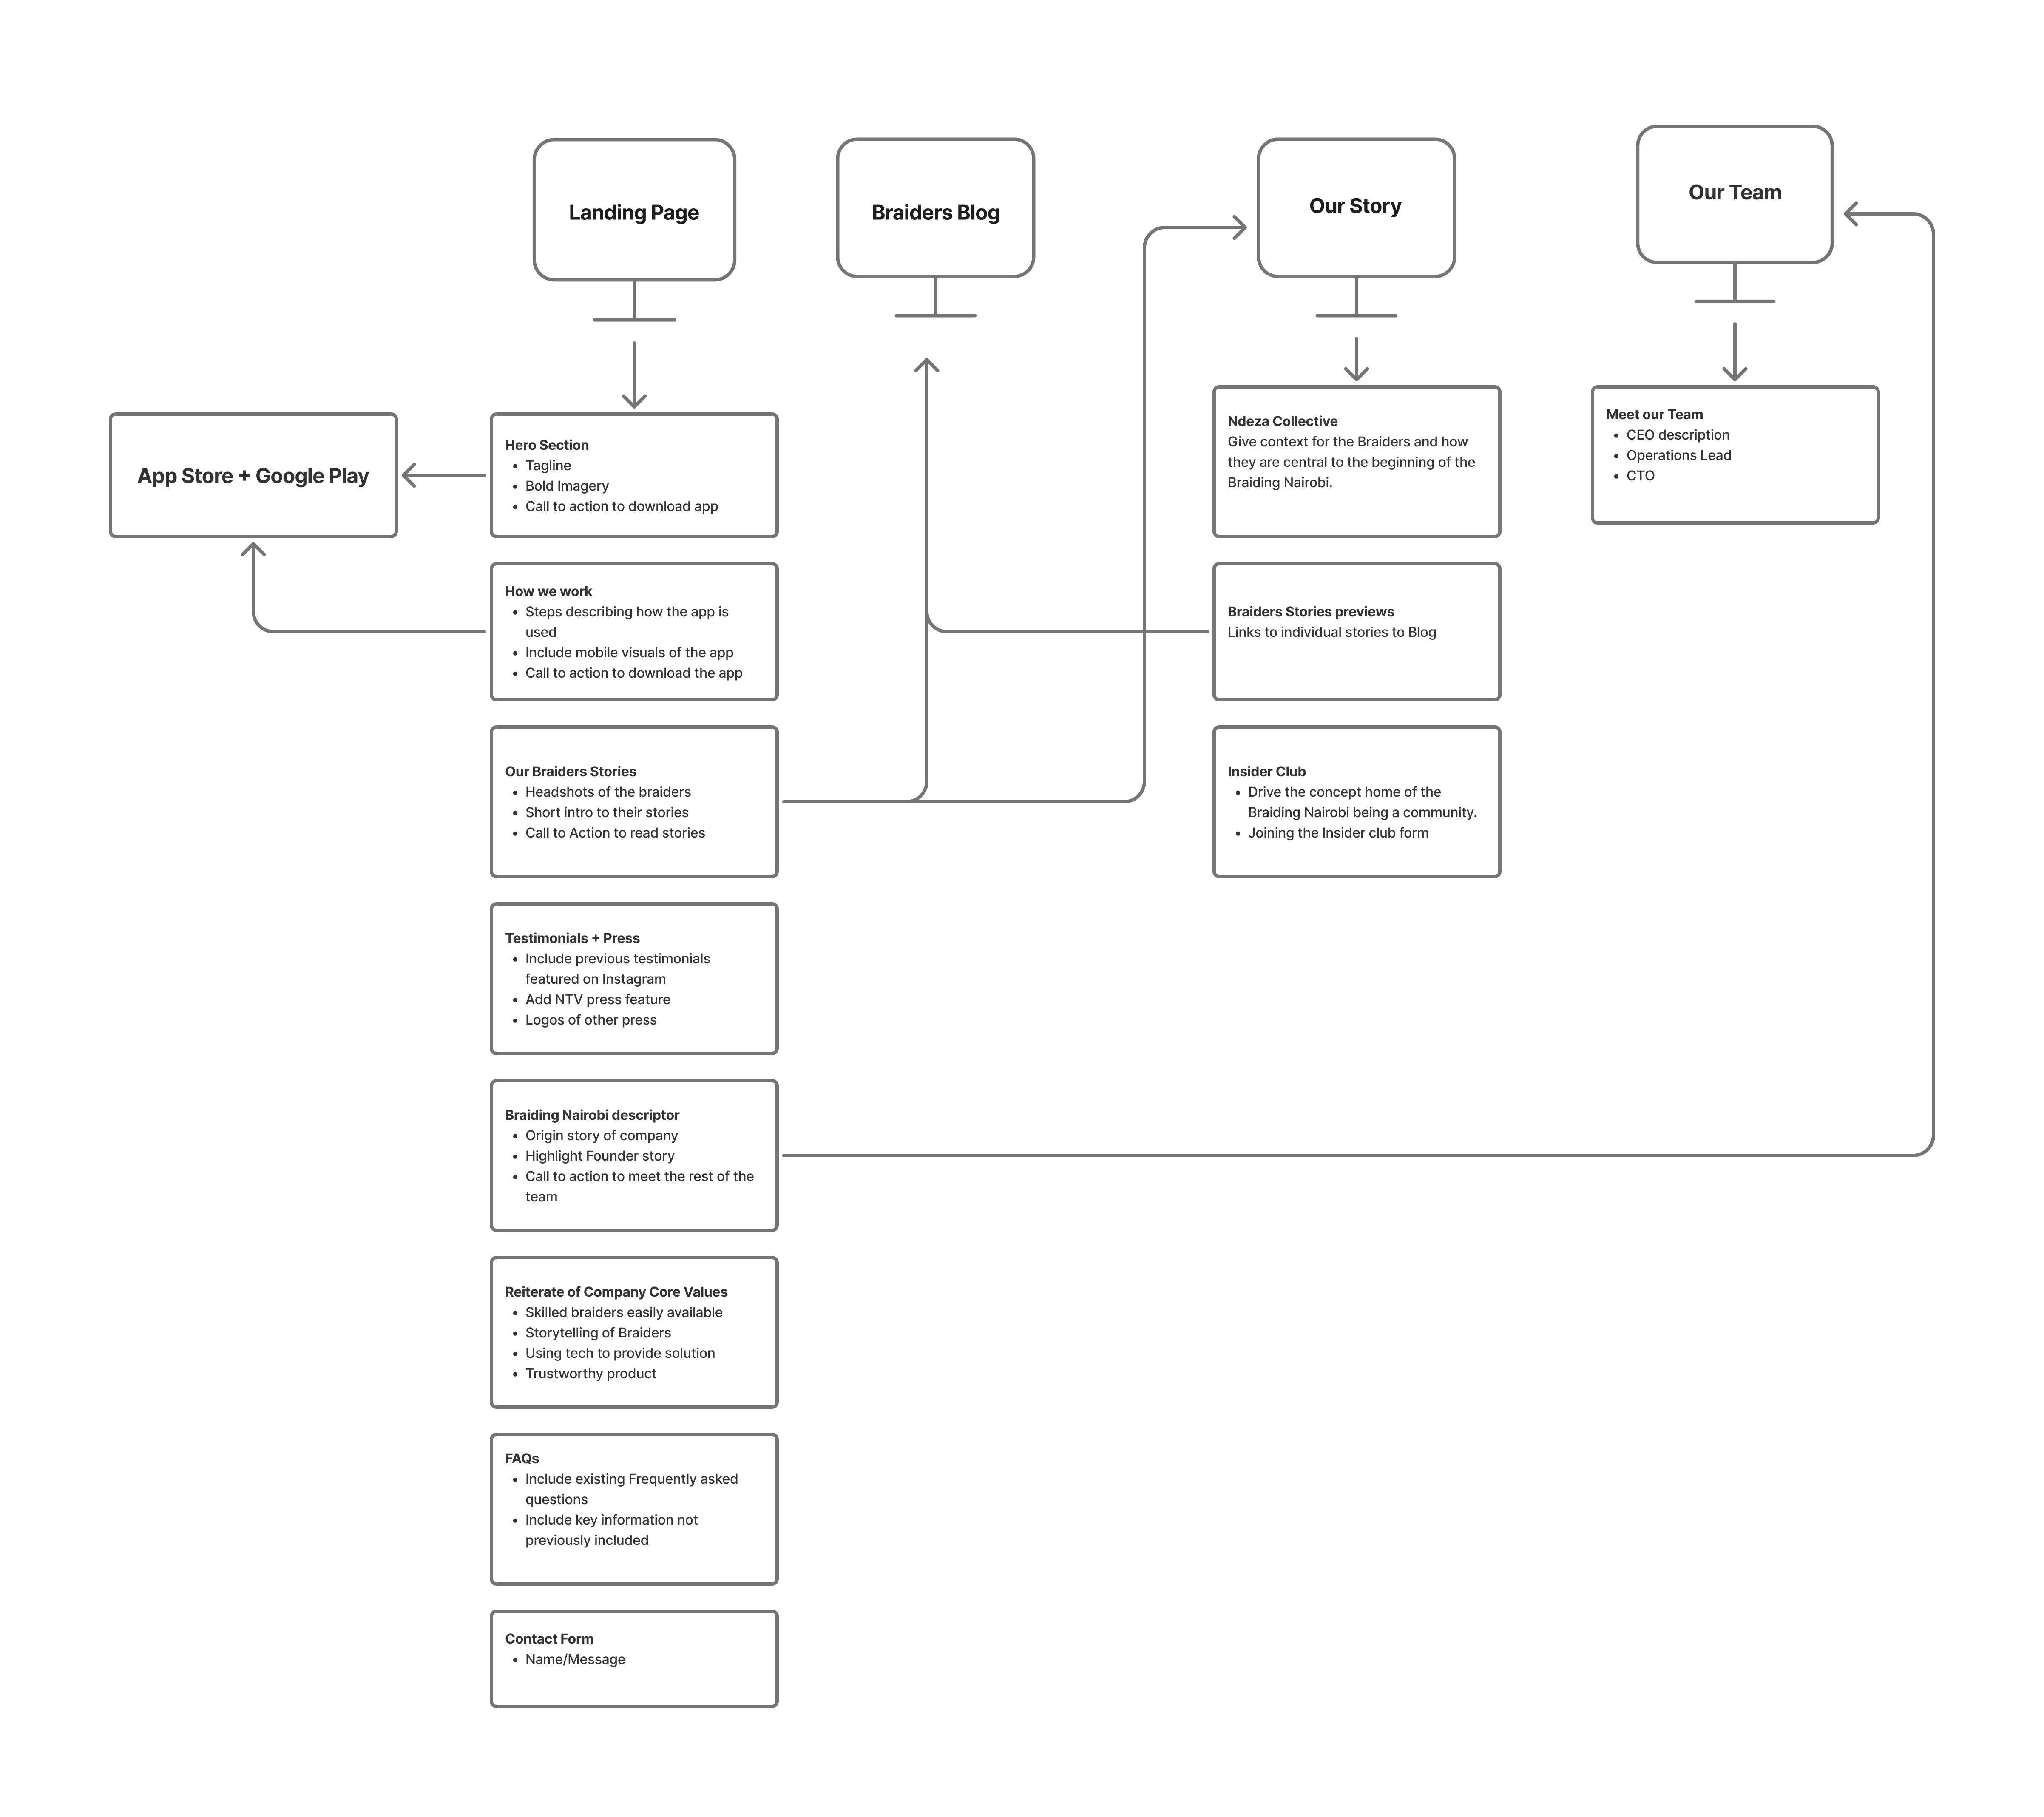 Landing Page
Braiders Blog
Our Story
Our Team
App Store + Google Play
Hero Section
• Tagline
• Bold Imagery
• Call to action to download app
How we work
• Steps describing how the app is
used
• Include mobile visuals of the app
• Call to action to download the app
Our Braiders Stories
• Headshots of the braiders
• Short intro to their stories
• Call to Action to read stories
Testimonials + Press
• Include previous testimonials
featured on Instagram
• Add NTV press feature
• Logos of other press
Braiding Nairobi descriptor
• Origin story of company
• Highlight Founder story
• Call to action to meet the rest of the
team
Reiterate of Company Core Values
• Skilled braiders easily available
• Storytelling of Braiders
• Using tech to provide solution
• Trustworthy product
FAQs
• Include existing Frequently asked
questions
• Include key information not
previously included
Contact Form
• Name/Message
Ndeza Collective
Give context for the Braiders and how
they are central to the beginning of the
Braiding Nairobi.
Braiders Stories previews
Links to individual stories to Blog
Insider Club
• Drive the concept home of the
Braiding Nairobi being a community.
• Joining the Insider club form
Meet our Team
• CEO description
• Operations Lead
• CTO